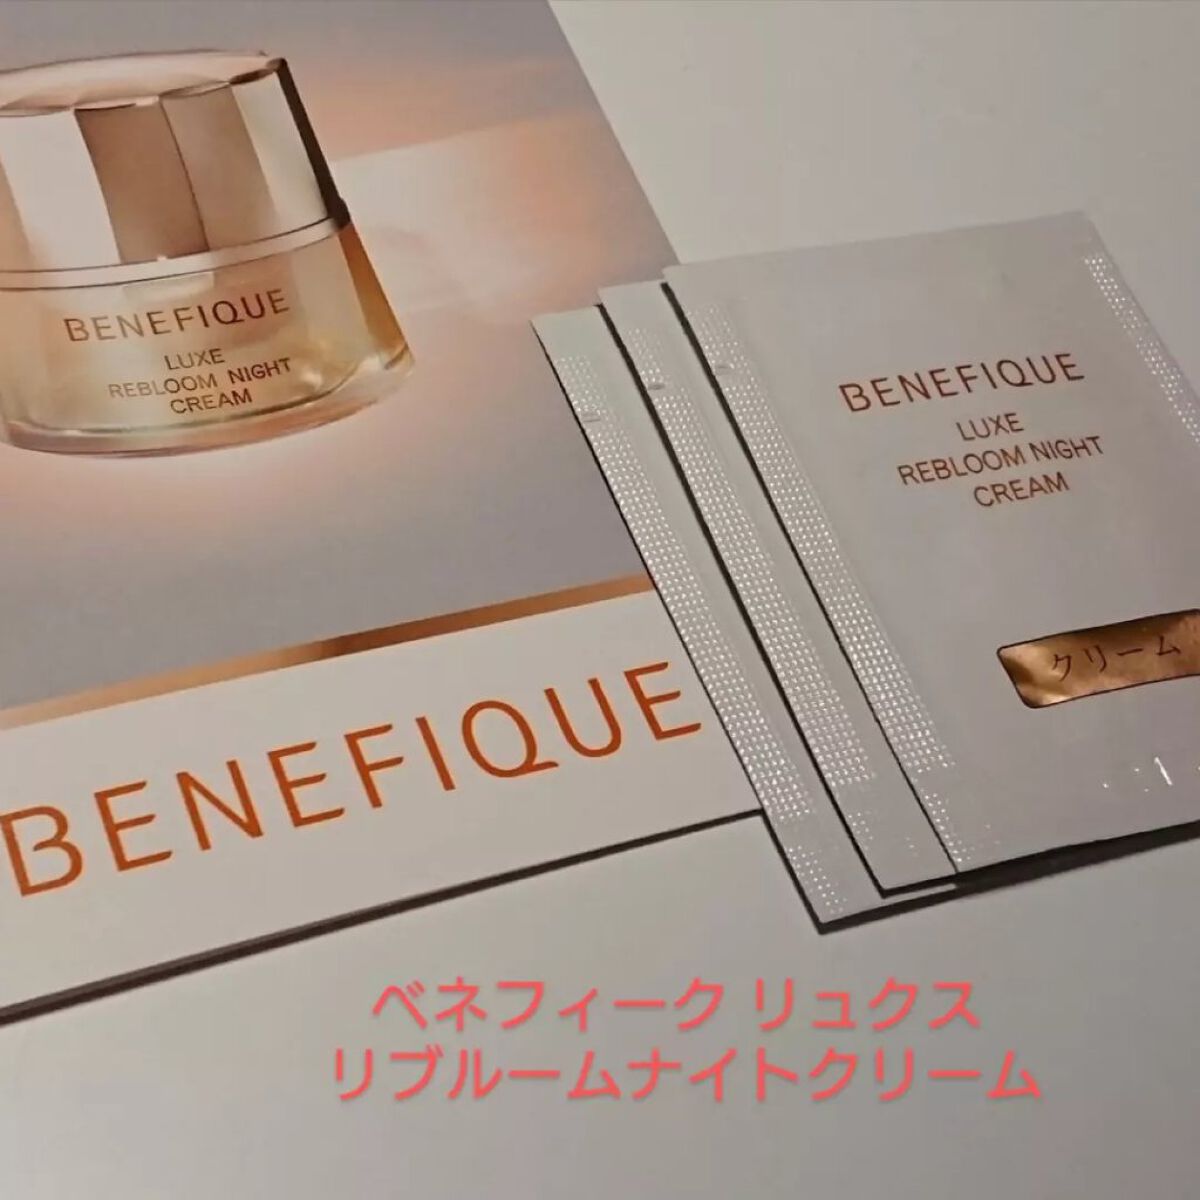 BENEFIQUE
LUXE
REBLOOM NIGHT
CREAM
BENEFIQUE
BENEFIQUE
LUXE
REBLOOM NIGHT
CREAM
クリーム
ベネフィーク リュクス
リブルームナイトクリーム